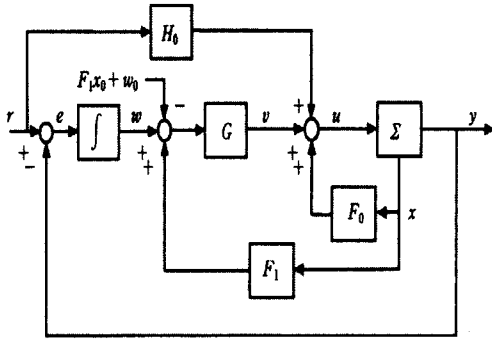 H₀
F₁x₀ + w₀
−
+
r
e
∫
w
G
v
u
Σ
y
+
−
+
+
+
+
F₀
x
F₁